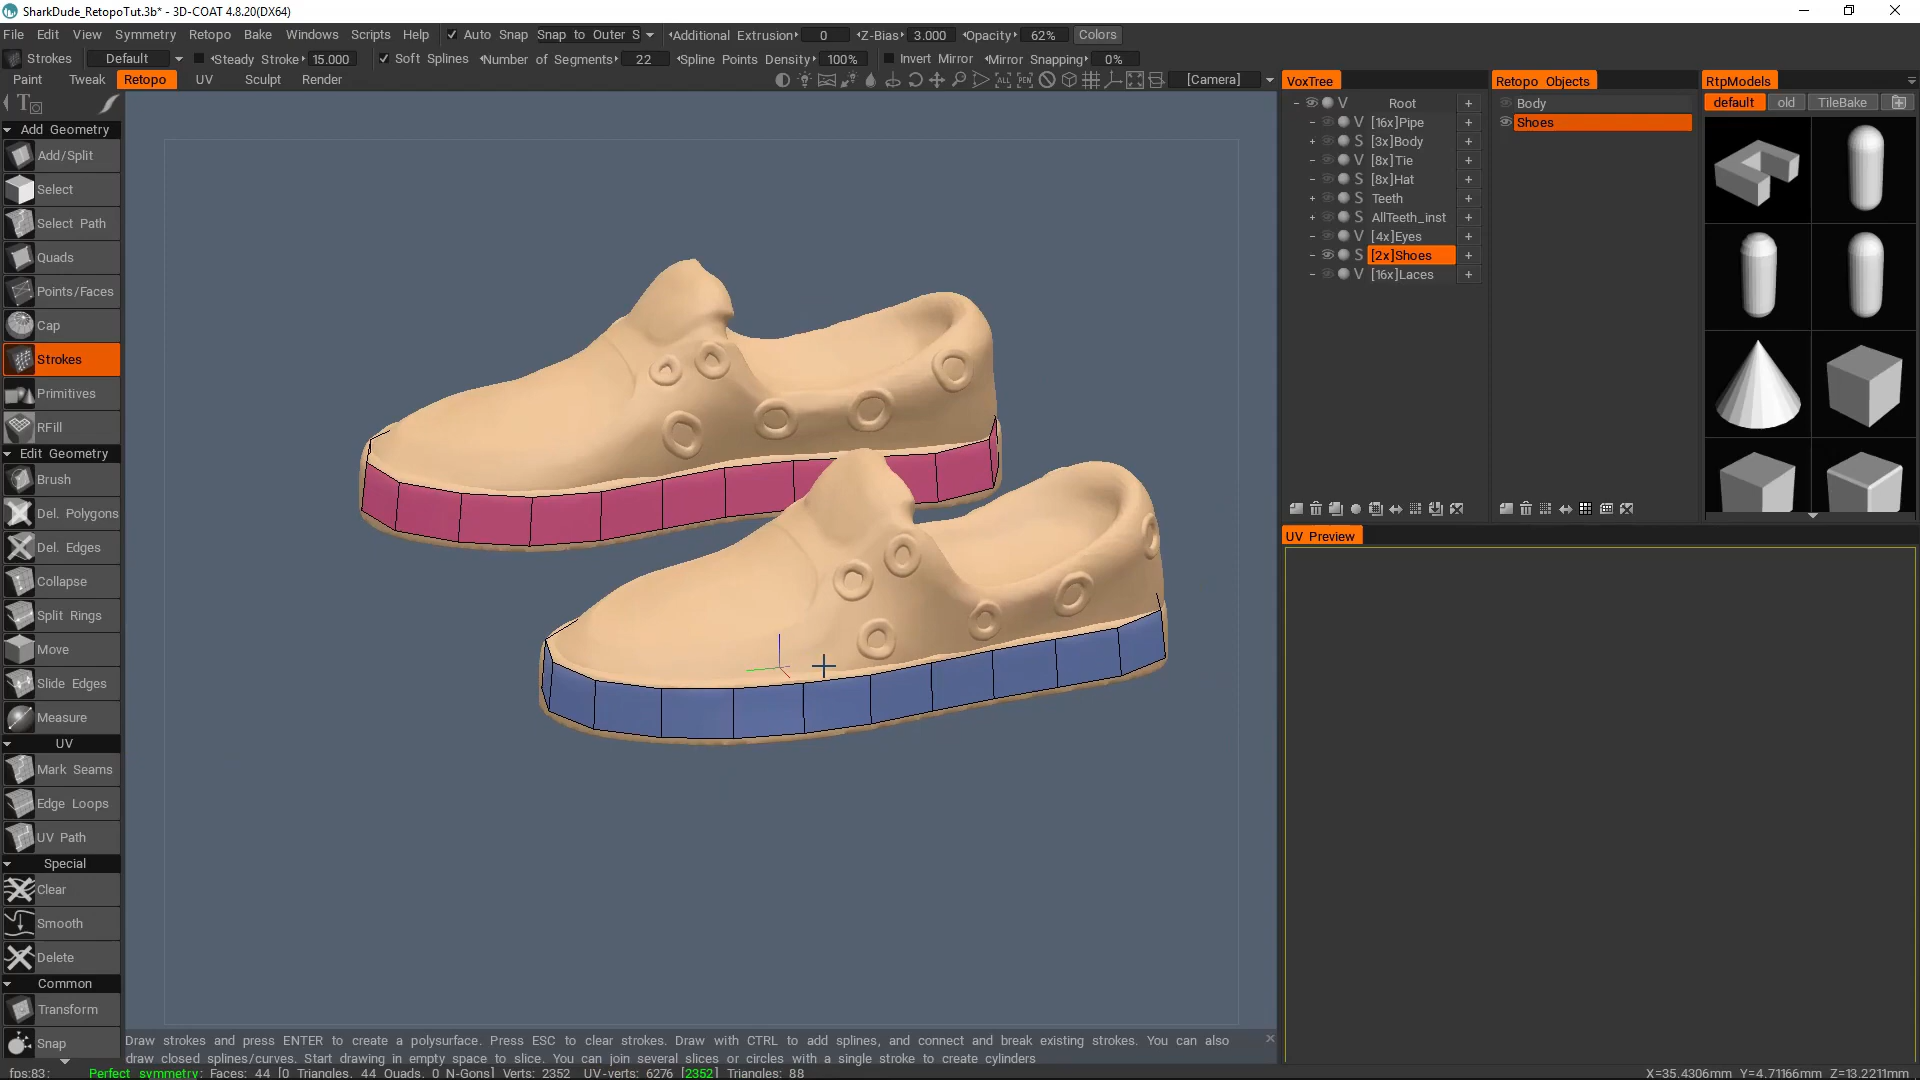 SharkDude_RetopoTut.3b* - 3D-COAT 4.8.20(DX64)
File Edit View Symmetry Retopo Bake Windows Scripts Help Auto Snap Snap to Outer S Additional Extrusion 0 Z-Bias 3.000 Opacity 62% Colors
Strokes Default Steady Stroke 15.000 Soft Splines Number of Segments 22 Spline Points Density 100% Invert Mirror Mirror Snapping 0%
Paint Tweak Retopo UV Sculpt Render [Camera]
Add Geometry
Add/Split
Select
Select Path
Quads
Points/Faces
Cap
Strokes
Primitives
RFill
Edit Geometry
Brush
Del. Polygons
Del. Edges
Collapse
Split Rings
Move
Slide Edges
Measure
UV
Mark Seams
Edge Loops
UV Path
Special
Clear
Smooth
Delete
Common
Transform
Snap
VoxTree
V Root +
V [16x]Pipe +
S [3x]Body +
V [8x]Tie +
S [8x]Hat +
S Teeth +
S AllTeeth_inst +
V [4x]Eyes +
S [2x]Shoes +
V [16x]Laces +
Retopo Objects
Body
Shoes
RtpModels
default old TileBake
UV Preview
Draw strokes and press ENTER to create a polysurface. Press ESC to clear strokes. Draw with CTRL to add splines, and connect and break existing strokes. You can also
draw closed splines/curves. Start drawing in empty space to slice. You can join several slices or circles with a single stroke to create cylinders
fps:83; Perfect symmetry; Faces: 44 [0 Triangles, 44 Quads, 0 N-Gons] Verts: 2352 UV-verts: 6276 [2352] Triangles: 88
X=35.4306mm Y=4.71166mm Z=13.2211mm